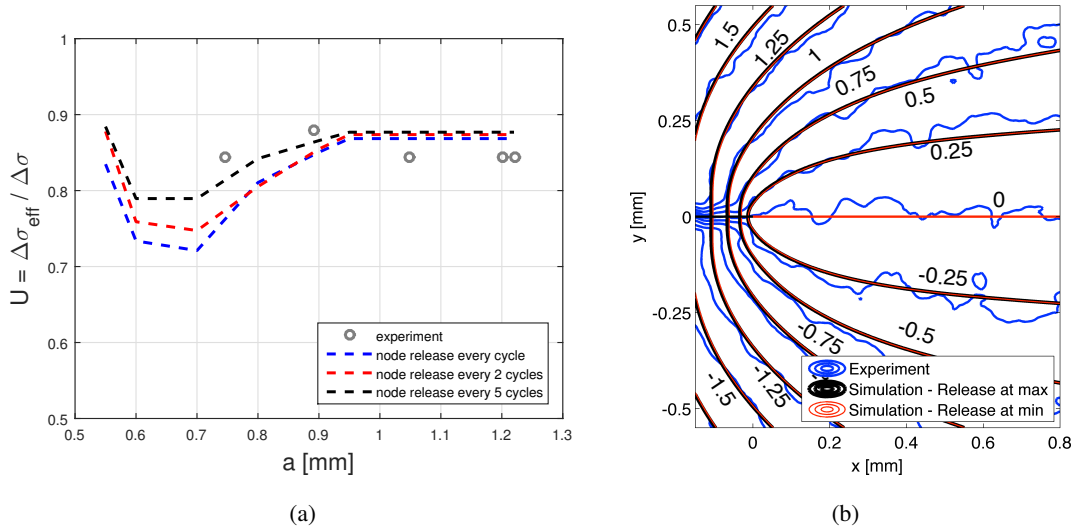 1
0.9
0.8
0.7
0.6
0.5
0.5 0.6 0.7 0.8 0.9 1 1.1 1.2 1.3
U = Δσeff / Δσ
a [mm]
experiment
node release every cycle
node release every 2 cycles
node release every 5 cycles
(a)
0.5
0.25
0
-0.25
-0.5
0 0.2 0.4 0.6 0.8
y [mm]
x [mm]
1.5
1.25
1
0.75
0.5
0.25
0
-0.25
-0.5
-0.75
-1.25
-1.5
Experiment
Simulation - Release at max
Simulation - Release at min
(b)